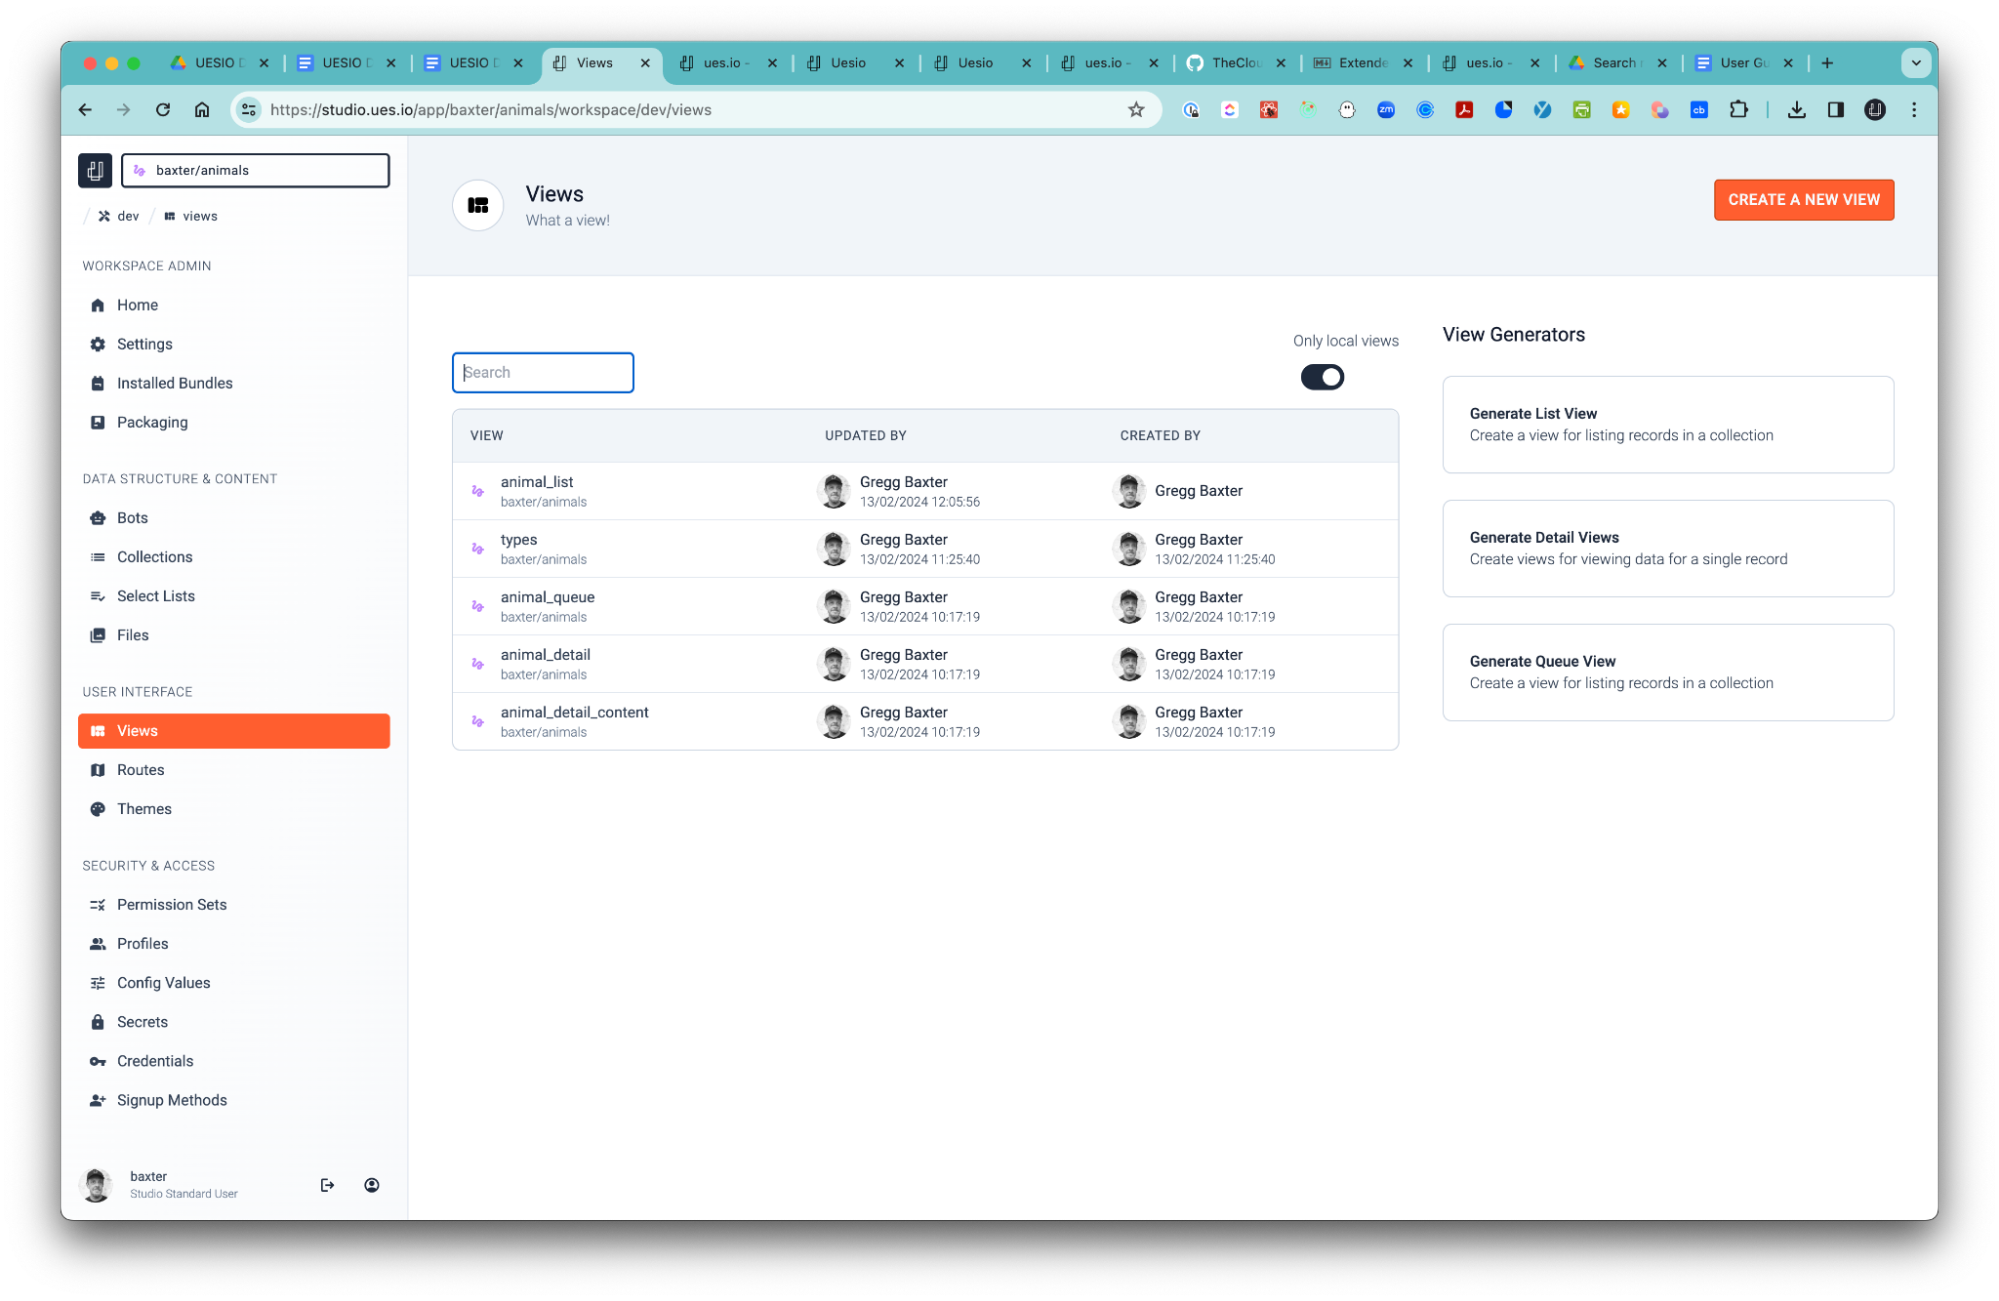 UESIO
UESIO
UESIO
Views
ues.io -
Uesio
Uesio
ues.io -
TheClou
Extende
ues.io -
Search
User Gu
https://studio.ues.io/app/baxter/animals/workspace/dev/views
zm
cb
baxter/animals
/ dev / views
WORKSPACE ADMIN
Home
Settings
Installed Bundles
Packaging
DATA STRUCTURE & CONTENT
Bots
Collections
Select Lists
Files
USER INTERFACE
Views
Routes
Themes
SECURITY & ACCESS
Permission Sets
Profiles
Config Values
Secrets
Credentials
Signup Methods
baxter
Studio Standard User
Views
What a view!
CREATE A NEW VIEW
Search
Only local views
VIEW UPDATED BY CREATED BY
animal_list Gregg Baxter Gregg Baxter
baxter/animals 13/02/2024 12:05:56
types Gregg Baxter Gregg Baxter
baxter/animals 13/02/2024 11:25:40 13/02/2024 11:25:40
animal_queue Gregg Baxter Gregg Baxter
baxter/animals 13/02/2024 10:17:19 13/02/2024 10:17:19
animal_detail Gregg Baxter Gregg Baxter
baxter/animals 13/02/2024 10:17:19 13/02/2024 10:17:19
animal_detail_content Gregg Baxter Gregg Baxter
baxter/animals 13/02/2024 10:17:19 13/02/2024 10:17:19
View Generators
Generate List View
Create a view for listing records in a collection
Generate Detail Views
Create views for viewing data for a single record
Generate Queue View
Create a view for listing records in a collection